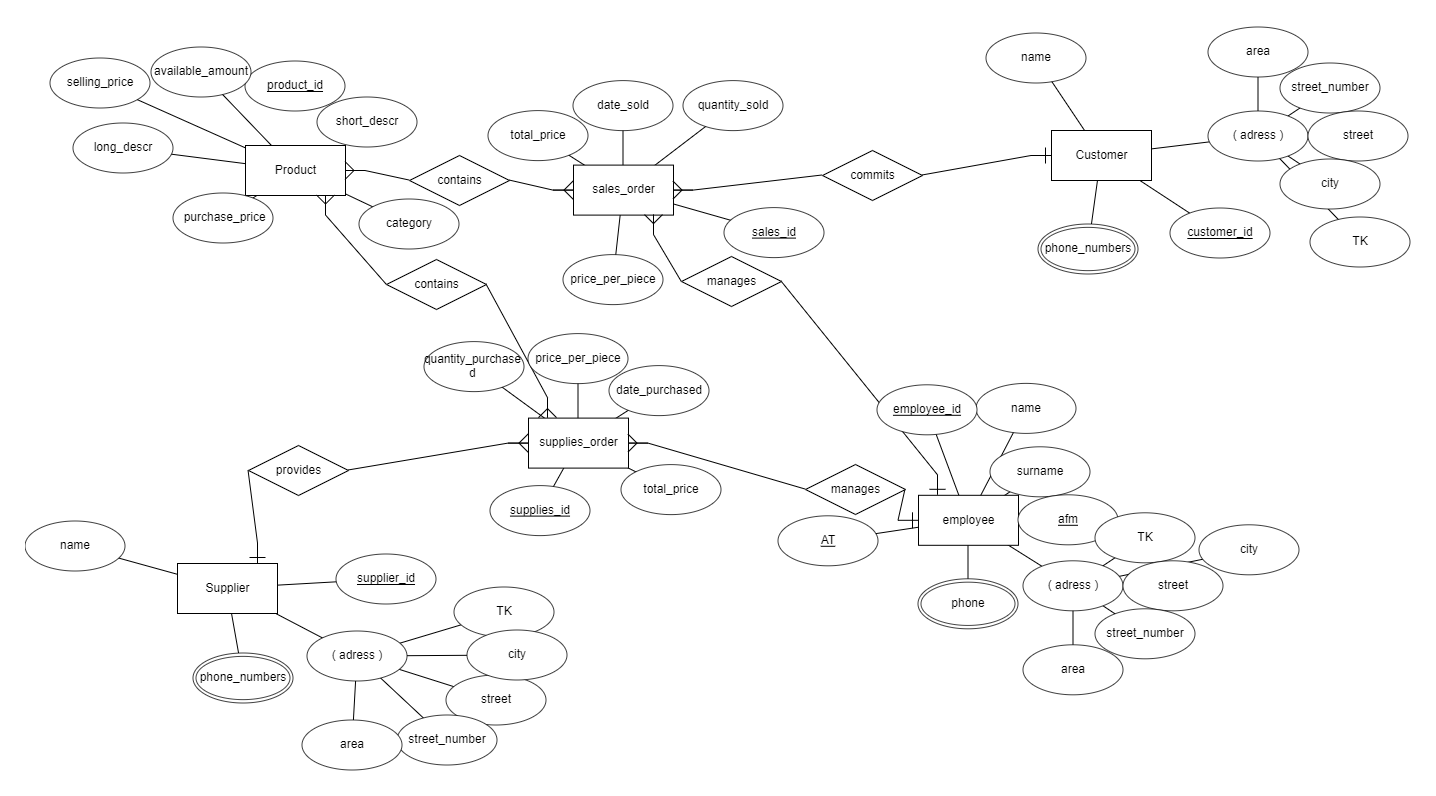 selling_price
available_amount
product_id
short_descr
long_descr
Product
purchase_price
category
contains
total_price
date_sold
quantity_sold
sales_order
sales_id
price_per_piece
commits
name
Customer
area
street_number
( adress )
street
city
TK
phone_numbers
customer_id
contains
manages
quantity_purchase
d
price_per_piece
date_purchased
supplies_order
supplies_id
total_price
provides
manages
employee_id
name
surname
afm
employee
AT
phone
TK
city
( adress )
street
street_number
area
name
Supplier
supplier_id
phone_numbers
( adress )
TK
city
street
street_number
area